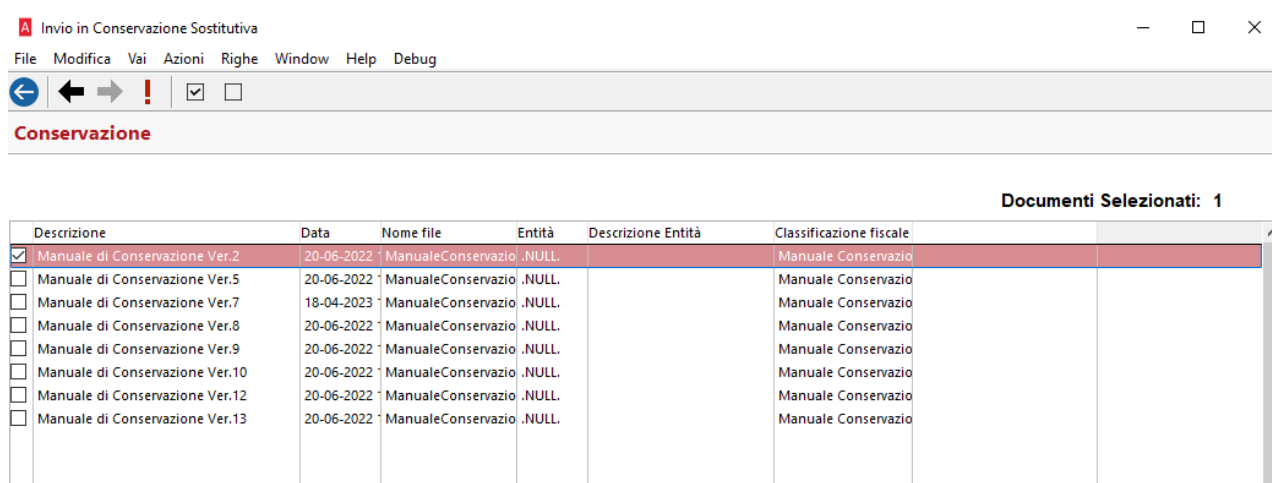 A Invio in Conservazione Sostitutiva
File Modifica Vai Azioni Righe Window Help Debug
Conservazione
Documenti Selezionati: 1
Descrizione Data Nome file Entità Descrizione Entità Classificazione fiscale
Manuale di Conservazione Ver.2 20-06-2022 ManualeConservazio .NULL. Manuale Conservazio
Manuale di Conservazione Ver.5 20-06-2022 ManualeConservazio .NULL. Manuale Conservazio
Manuale di Conservazione Ver.7 18-04-2023 ManualeConservazio .NULL. Manuale Conservazio
Manuale di Conservazione Ver.8 20-06-2022 ManualeConservazio .NULL. Manuale Conservazio
Manuale di Conservazione Ver.9 20-06-2022 ManualeConservazio .NULL. Manuale Conservazio
Manuale di Conservazione Ver.10 20-06-2022 ManualeConservazio .NULL. Manuale Conservazio
Manuale di Conservazione Ver.12 20-06-2022 ManualeConservazio .NULL. Manuale Conservazio
Manuale di Conservazione Ver.13 20-06-2022 ManualeConservazio .NULL. Manuale Conservazio